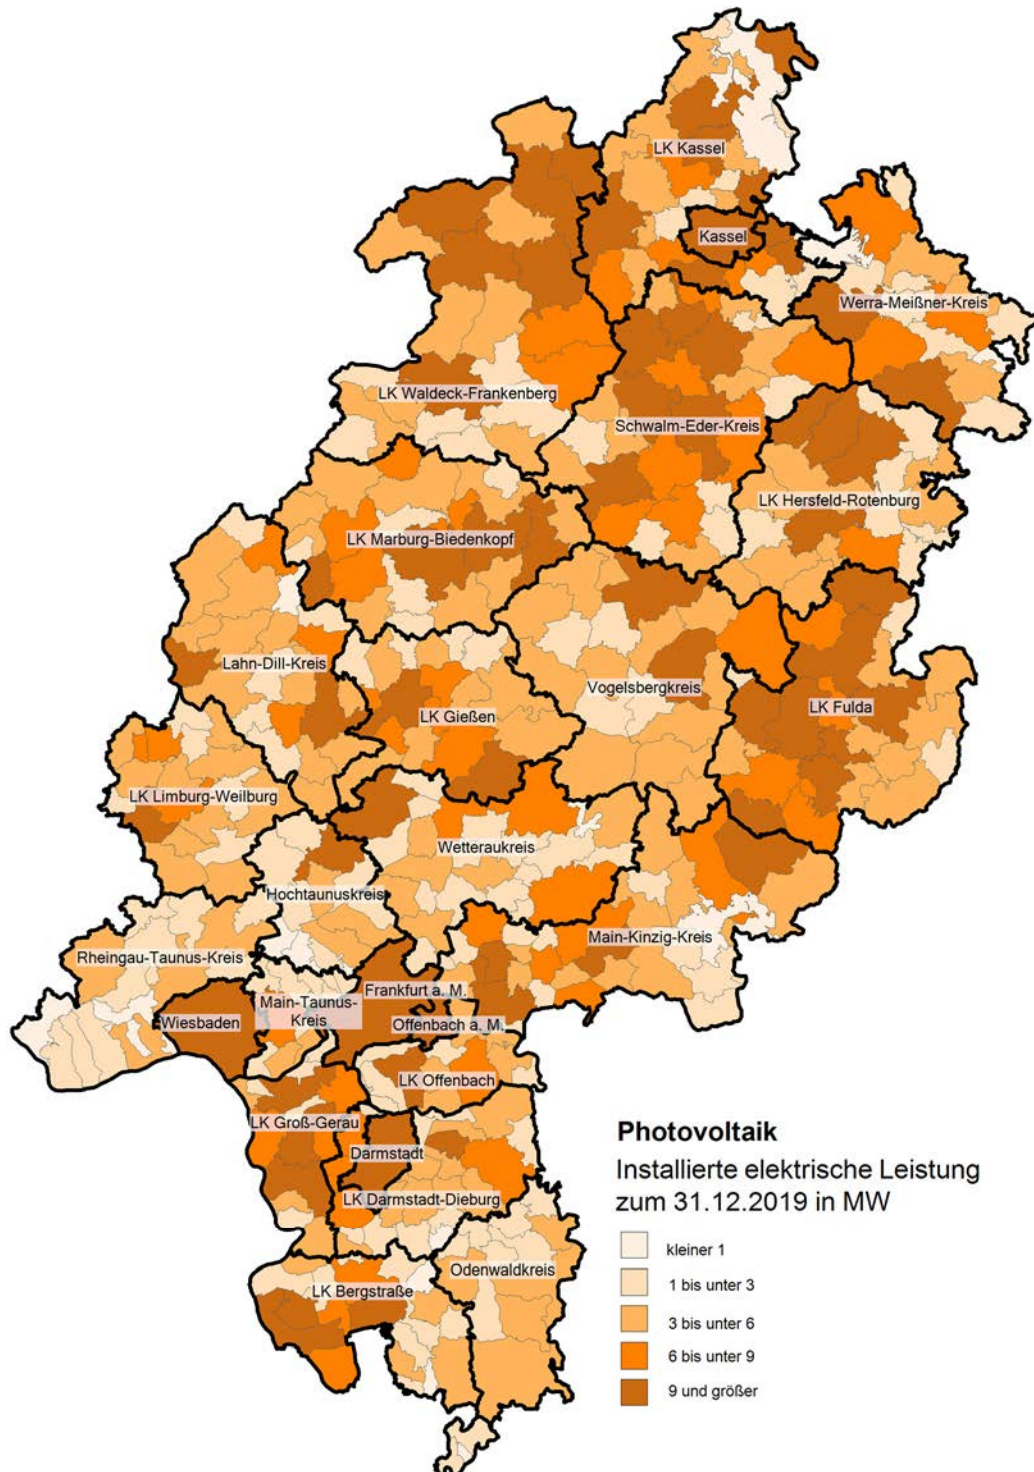 LK Kassel
Kassel
Werra-Meißner-Kreis
LK Waldeck-Frankenberg
Schwalm-Eder-Kreis
LK Hersfeld-Rotenburg
LK Marburg-Biedenkopf
Lahn-Dill-Kreis
Vogelsbergkreis
LK Fulda
LK Gießen
LK Limburg-Weilburg
Wetteraukreis
Hochtaunuskreis
Main-Kinzig-Kreis
Rheingau-Taunus-Kreis
Frankfurt a. M.
Main-Taunus-
Kreis
Wiesbaden
Offenbach a. M.
LK Offenbach
LK Groß-Gerau
Darmstadt
LK Darmstadt-Dieburg
Odenwaldkreis
LK Bergstraße
Photovoltaik
Installierte elektrische Leistung
zum 31.12.2019 in MW
kleiner 1
1 bis unter 3
3 bis unter 6
6 bis unter 9
9 und größer